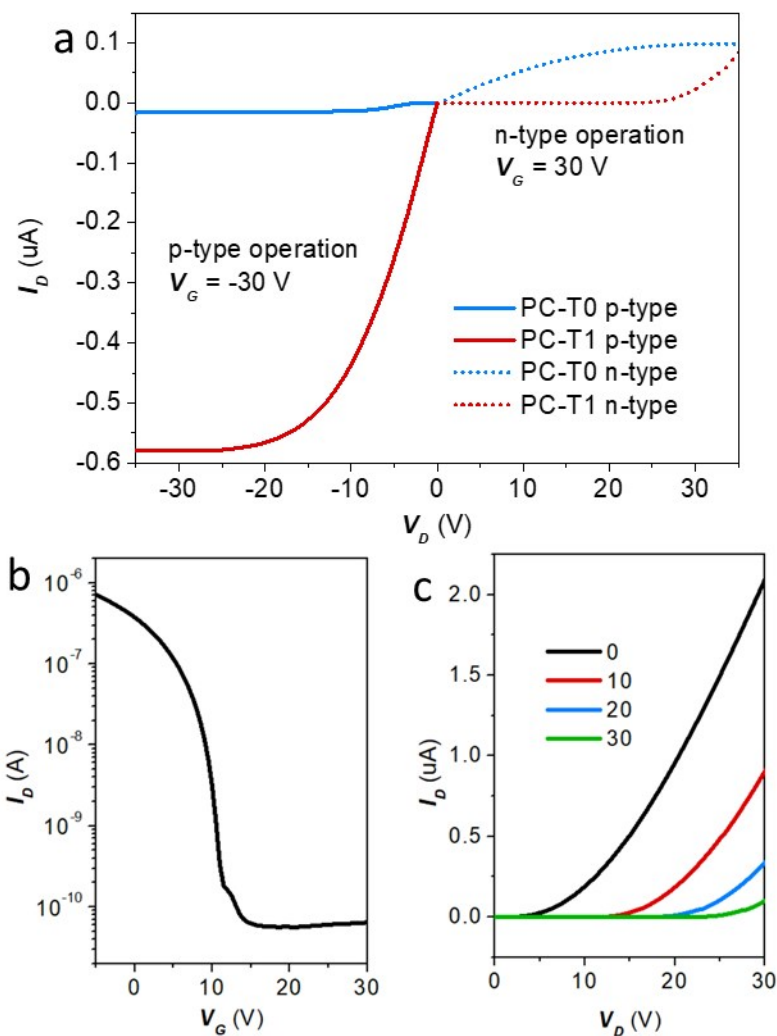 a
0.1
0.0
-0.1
-0.2
-0.3
-0.4
-0.5
-0.6
I_D (uA)
n-type operation
V_G = 30 V
p-type operation
V_G = -30 V
PC-T0 p-type
PC-T1 p-type
PC-T0 n-type
PC-T1 n-type
-30 -20 -10 0 10 20 30
V_D (V)
b
10^-6
10^-7
10^-8
10^-9
10^-10
I_D (A)
0 10 20 30
V_G (V)
c
2.0
1.5
1.0
0.5
0.0
I_D (uA)
0
10
20
30
0 10 20 30
V_D (V)